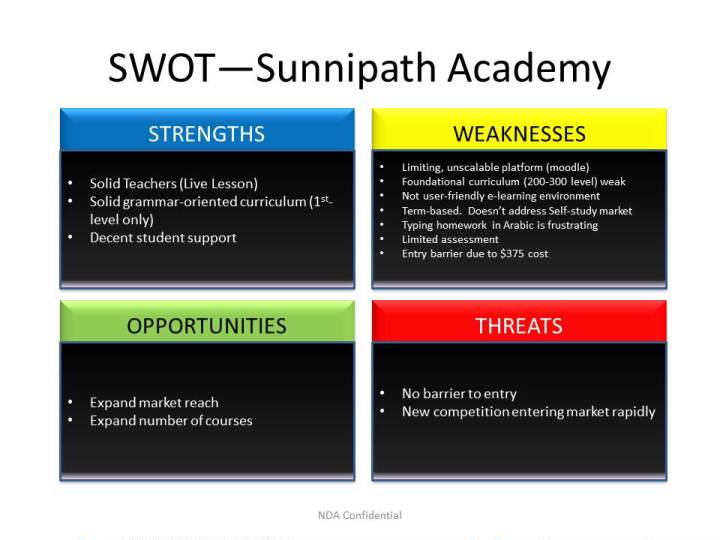 SWOT—Sunnipath Academy
STRENGTHS
• Solid Teachers (Live Lesson)
• Solid grammar-oriented curriculum (1st-
level only)
• Decent student support
WEAKNESSES
• Limiting, unscalable platform (moodle)
• Foundational curriculum (200-300 level) weak
• Not user-friendly e-learning environment
• Term-based. Doesn't address Self-study market
• Typing homework in Arabic is frustrating
• Limited assessment
• Entry barrier due to $375 cost
OPPORTUNITIES
• Expand market reach
• Expand number of courses
THREATS
• No barrier to entry
• New competition entering market rapidly
NDA Confidential